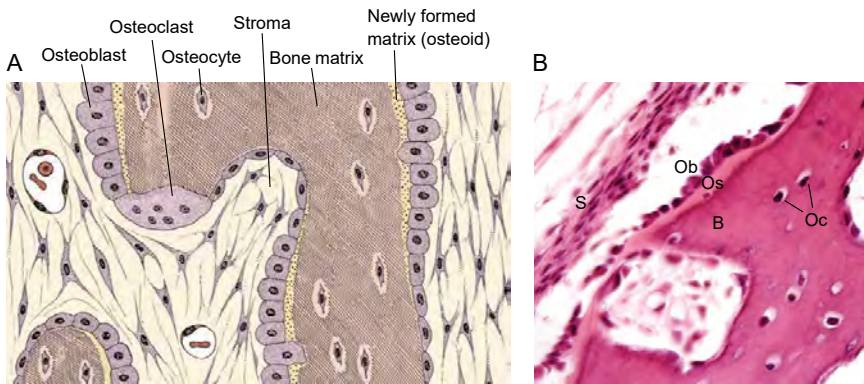 A
Osteoblast
Osteoclast
Osteocyte
Stroma
Bone matrix
Newly formed
matrix (osteoid)
B
Ob
Os
S
B
Oc